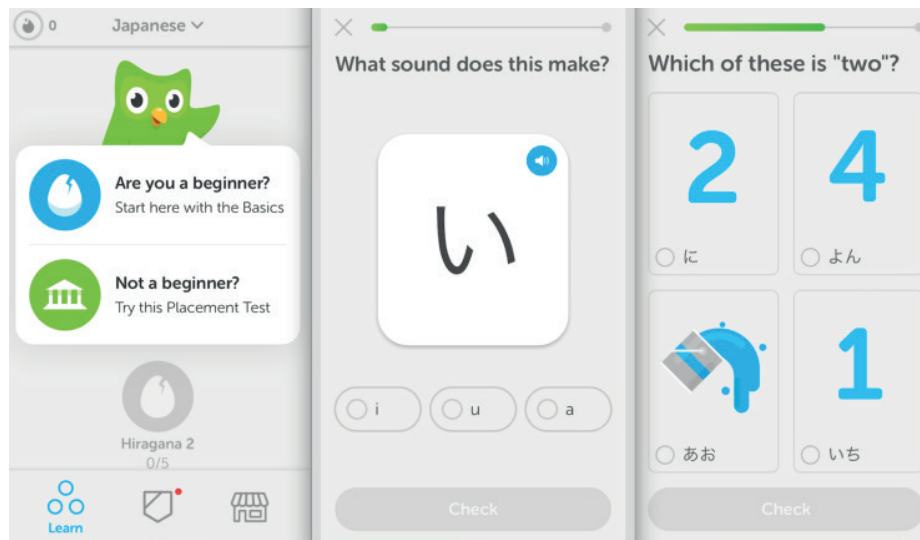 0
Japanese
Are you a beginner?
Start here with the Basics
Not a beginner?
Try this Placement Test
Hiragana 2
0/5
Learn
What sound does this make?
い
i
u
a
Check
Which of these is "two"?
2
4
に
よん
1
あお
いち
Check